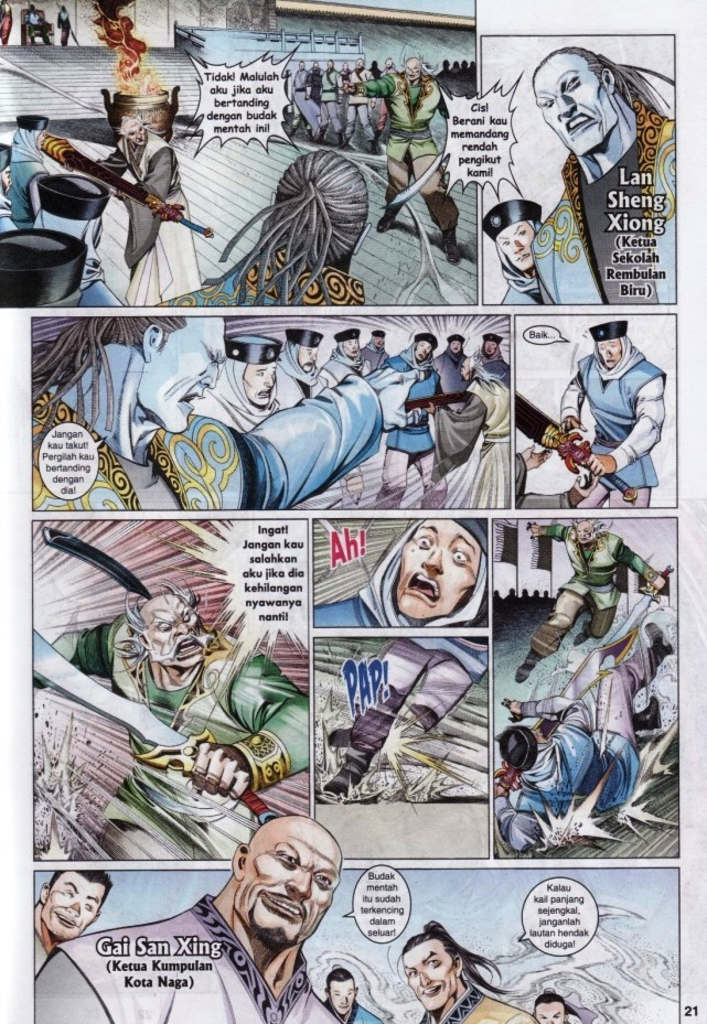 Tidak! Malulah
aku jika aku
bertanding
dengan budak
mentah ini!
Cis!
Berani kau
memandang
rendah
pengikut
kami!
Lan
Sheng
Xiong
(Ketua
Sekolah
Rembulan
Biru)
Jangan
kau takut!
Pergilah kau
bertanding
dengan
dia!
Baik...
Ingat!
Jangan kau
salahkan
aku jika dia
kehilangan
nyawanya
nanti!
Ah!
PAP!
Gai San Xing
(Ketua Kumpulan
Kota Naga)
Budak
mentah
itu sudah
terkencing
dalam
seluar!
Kalau
kail panjang
sejengkal,
janganlah
lautan hendak
diduga!
21